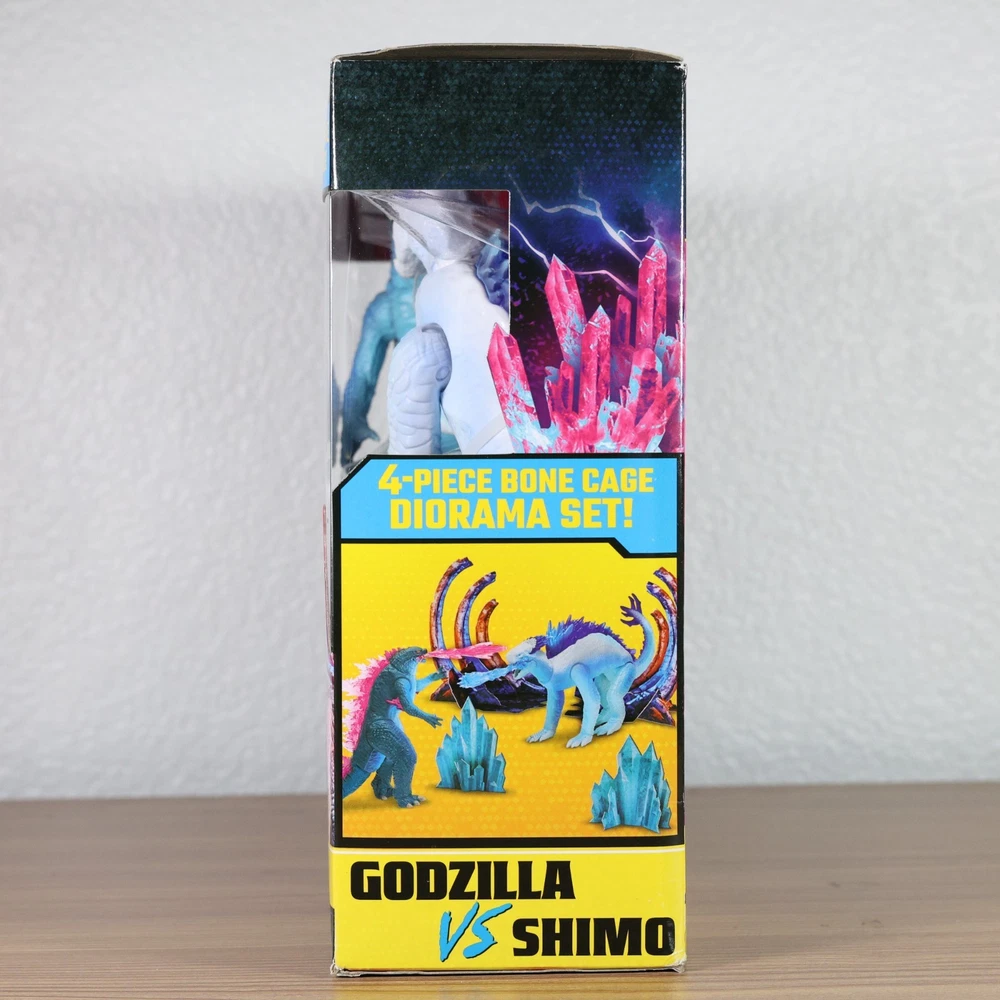 4-PIECE BONE CAGE
DIORAMA SET!
GODZILLA
VS SHIMO